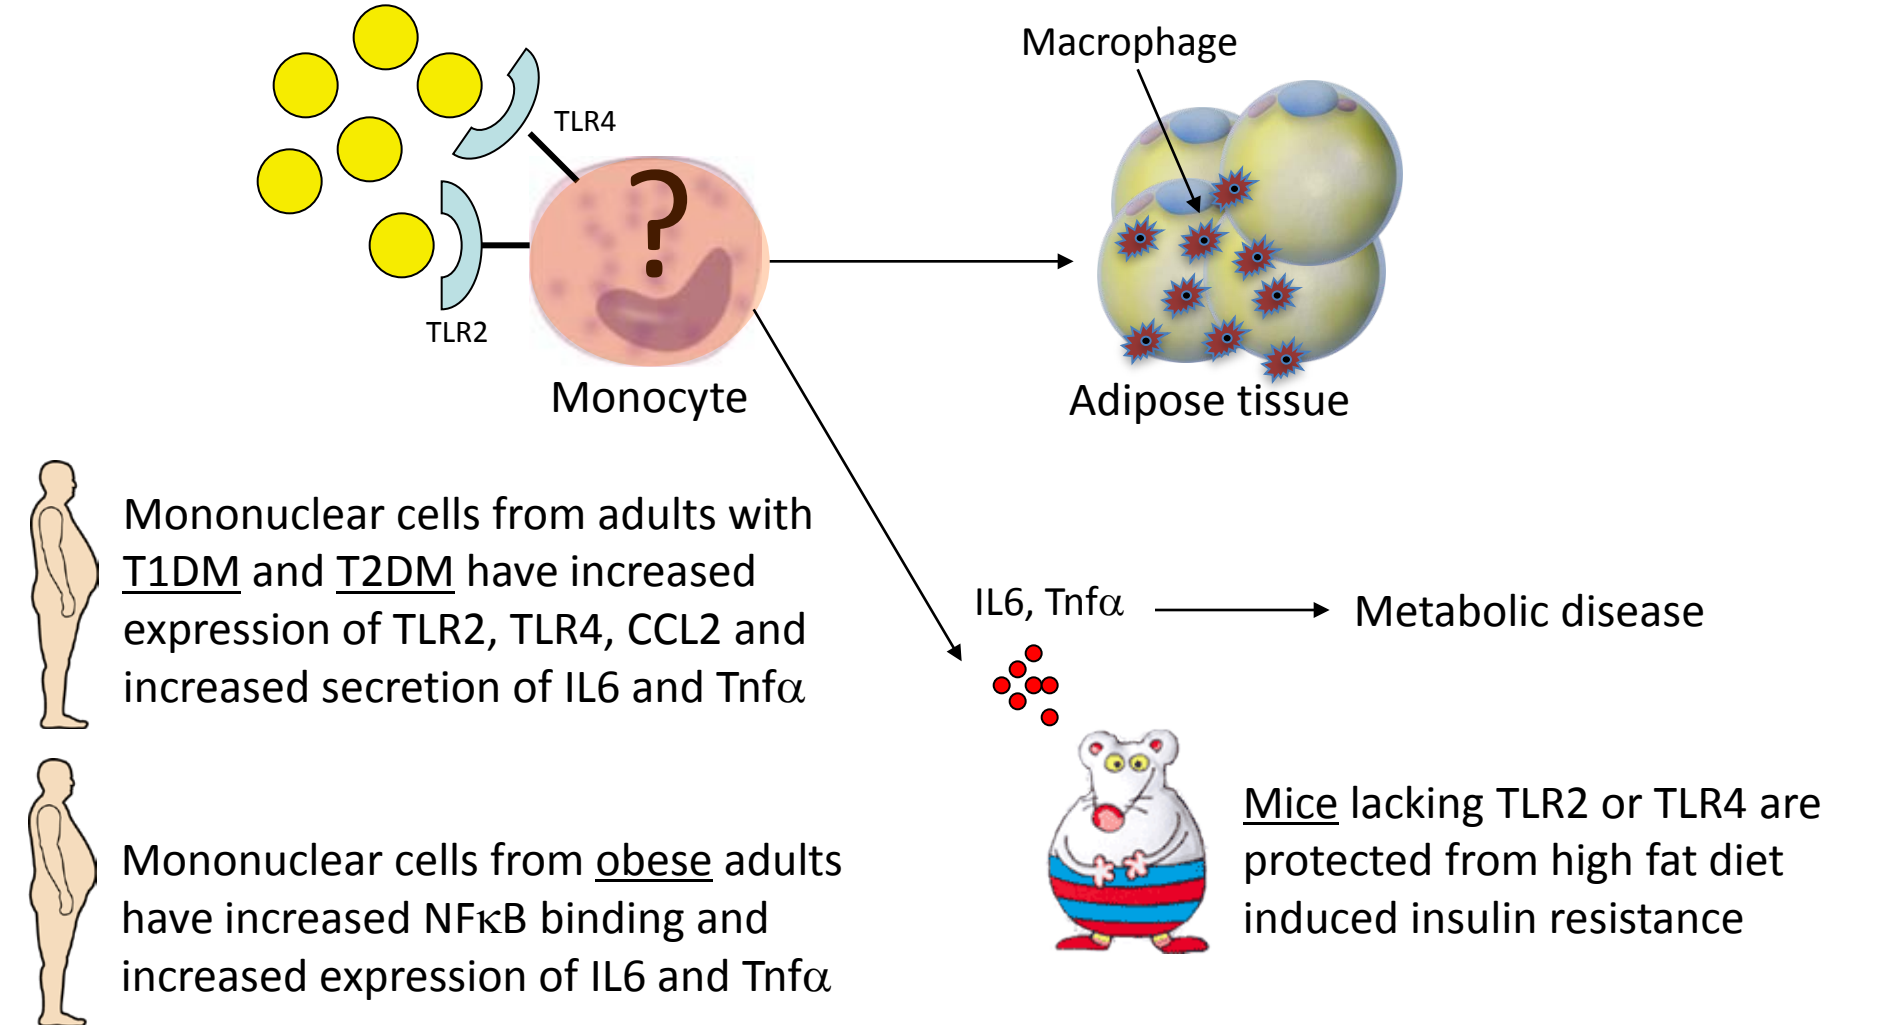 Macrophage
TLR4
?
TLR2
Monocyte
Adipose tissue
Mononuclear cells from adults with
T1DM and T2DM have increased
expression of TLR2, TLR4, CCL2 and
increased secretion of IL6 and Tnfα
IL6, Tnfα
Metabolic disease
Mononuclear cells from obese adults
have increased NFκB binding and
increased expression of IL6 and Tnfα
Mice lacking TLR2 or TLR4 are
protected from high fat diet
induced insulin resistance